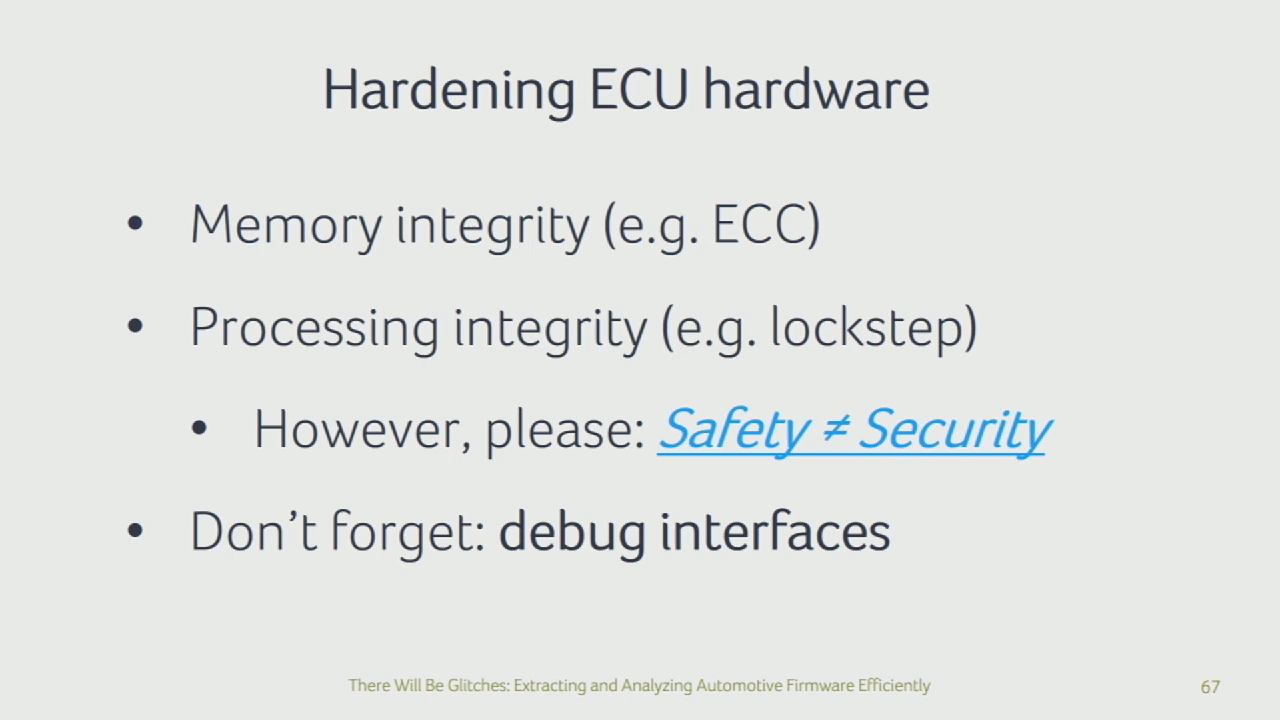 Hardening ECU hardware
• Memory integrity (e.g. ECC)
• Processing integrity (e.g. lockstep)
• However, please: Safety ≠ Security
• Don’t forget: debug interfaces
There Will Be Glitches: Extracting and Analyzing Automotive Firmware Efficiently
67